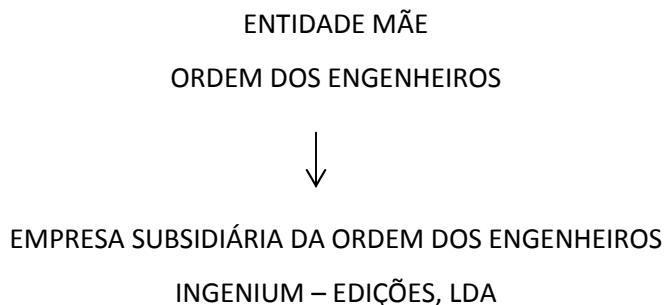 ENTIDADE MÃE
ORDEM DOS ENGENHEIROS
EMPRESA SUBSIDIÁRIA DA ORDEM DOS ENGENHEIROS
INGENIUM – EDIÇÕES, LDA